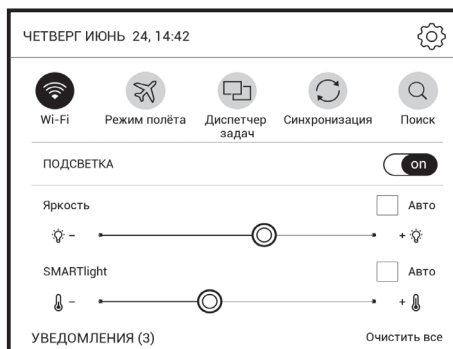 ЧЕТВЕРГ ИЮНЬ 24, 14:42
Wi-Fi Режим полёта Диспетчер задач Синхронизация Поиск
ПОДСВЕТКА on
Яркость Авто
- +
SMARTlight Авто
- +
УВЕДОМЛЕНИЯ (3) Очистить все